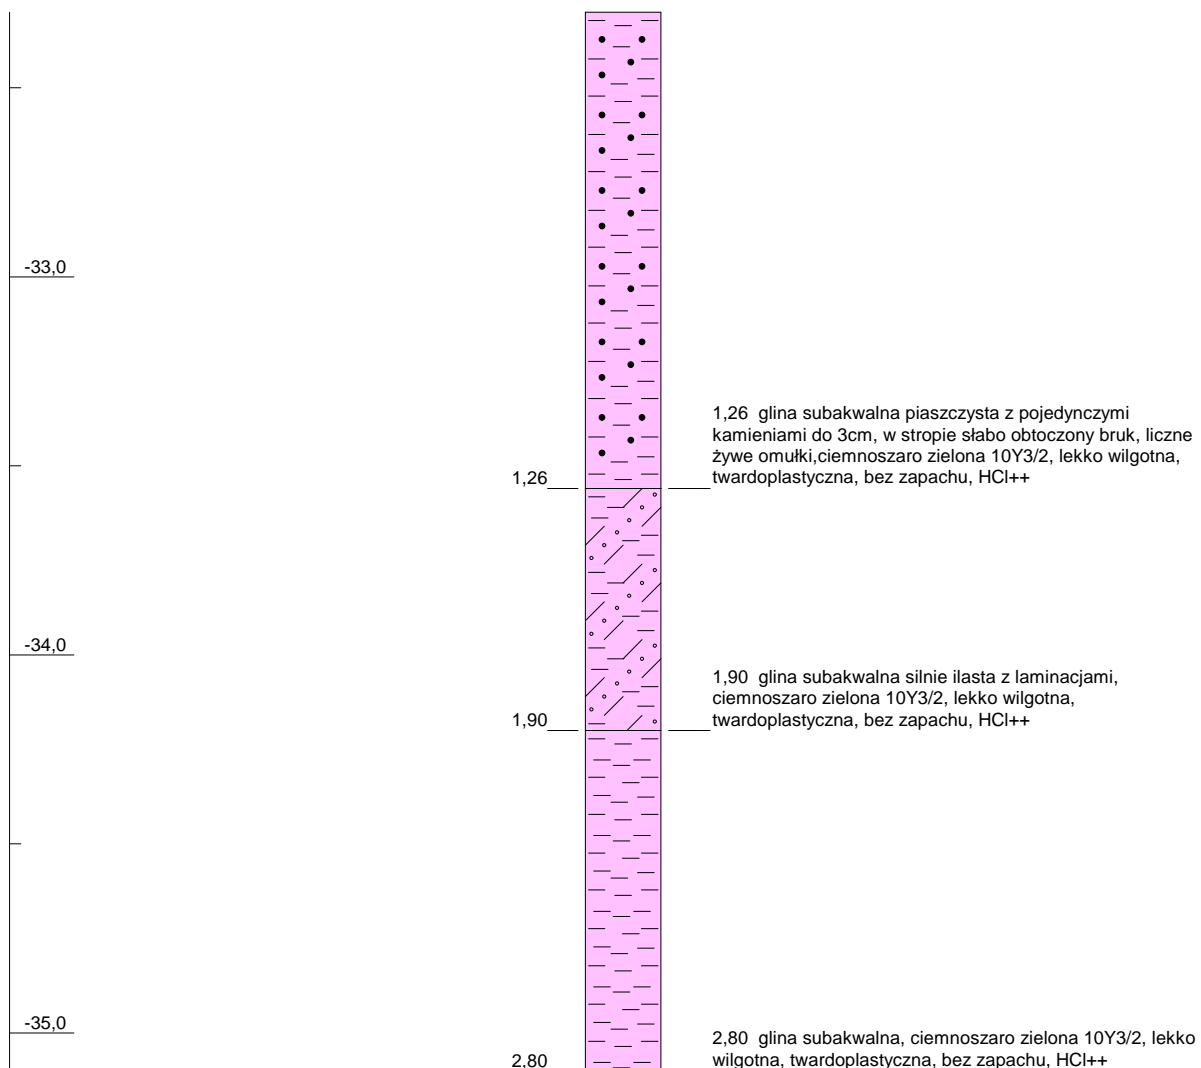 -33,0
1,26 glina subakwalna piaszczysta z pojedynczymi
kamieniami do 3cm, w stropie słabo obtoczony bruk, liczne
żywe omułki,ciemnoszaro zielona 10Y3/2, lekko wilgotna,
twardoplastyczna, bez zapachu, HCl++
1,26
-34,0
1,90 glina subakwalna silnie ilasta z laminacjami,
ciemnoszaro zielona 10Y3/2, lekko wilgotna,
twardoplastyczna, bez zapachu, HCl++
1,90
-35,0
2,80 glina subakwalna, ciemnoszaro zielona 10Y3/2, lekko
wilgotna, twardoplastyczna, bez zapachu, HCl++
2,80